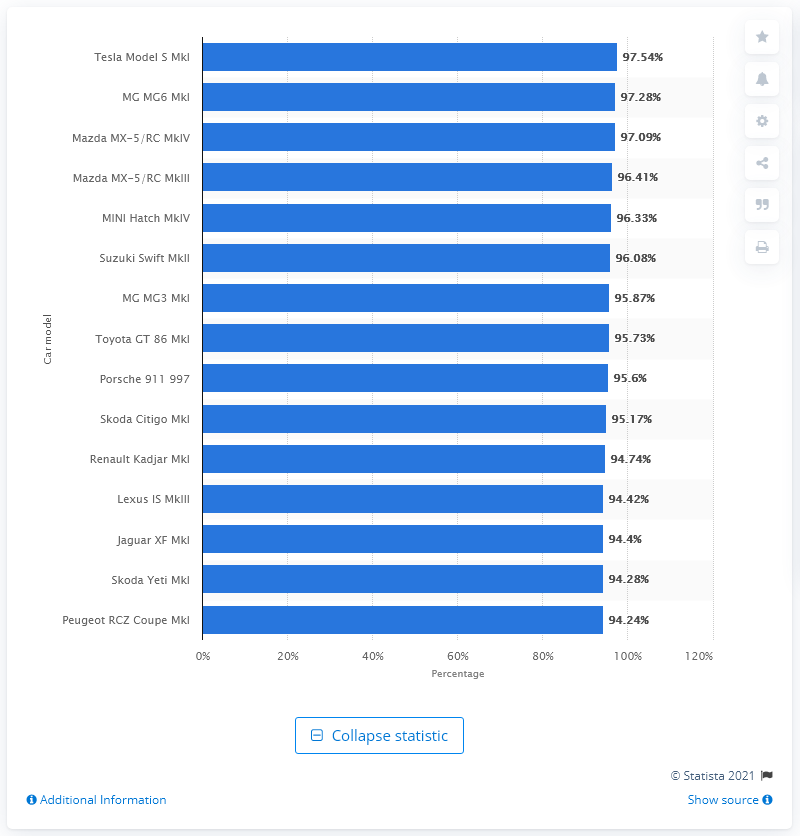 Tesla Model S MkI 97.54%
MG MG6 MkI 97.28%
Mazda MX-5/RC MkIV 97.09%
Mazda MX-5/RC MkIII 96.41%
MINI Hatch MkIV 96.33%
Suzuki Swift MkII 96.08%
MG MG3 MkI 95.87%
Toyota GT 86 MkI 95.73%
Porsche 911 997 95.6%
Skoda Citigo MkI 95.17%
Renault Kadjar MkI 94.74%
Lexus IS MkIII 94.42%
Jaguar XF MkI 94.4%
Skoda Yeti MkI 94.28%
Peugeot RCZ Coupe MkI 94.24%
Car model
0% 20% 40% 60% 80% 100% 120%
Percentage
Collapse statistic
© Statista 2021
Additional Information Show source